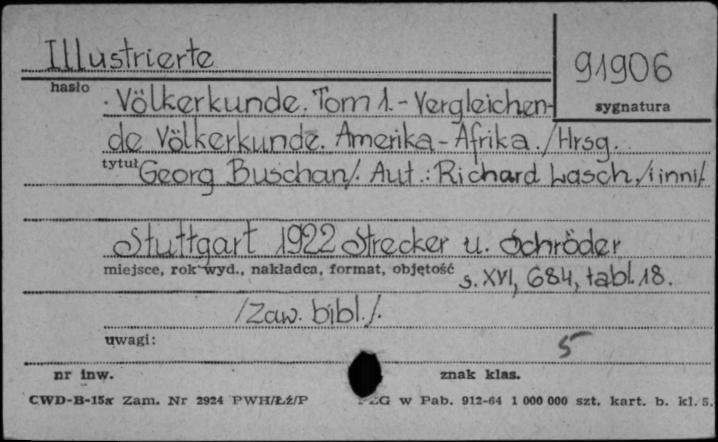 Illustrierte
91906
hasło
sygnatura
Völkerkunde. Tom 1.- Vergleichen-
de Völkerkunde. Amerika - Afrika. /Hrsg.
tytuł Georg Buschan/. Aut.: Richard Lasch /i inni/.
Stuttgart 1922 Strecker u. Schröder
miejsce, rok wyd., nakładca, format, objętość s. XVI, 684, tabl. 18.
/Zaw. bibl./.
uwagi:
5
nr inw.
znak klas.
CWD-B-15a Zam. Nr 2924 PWH/ŁŻ/P
ZG w Pab. 912-64 1 000 000 szt. kart. b. kl. 5.